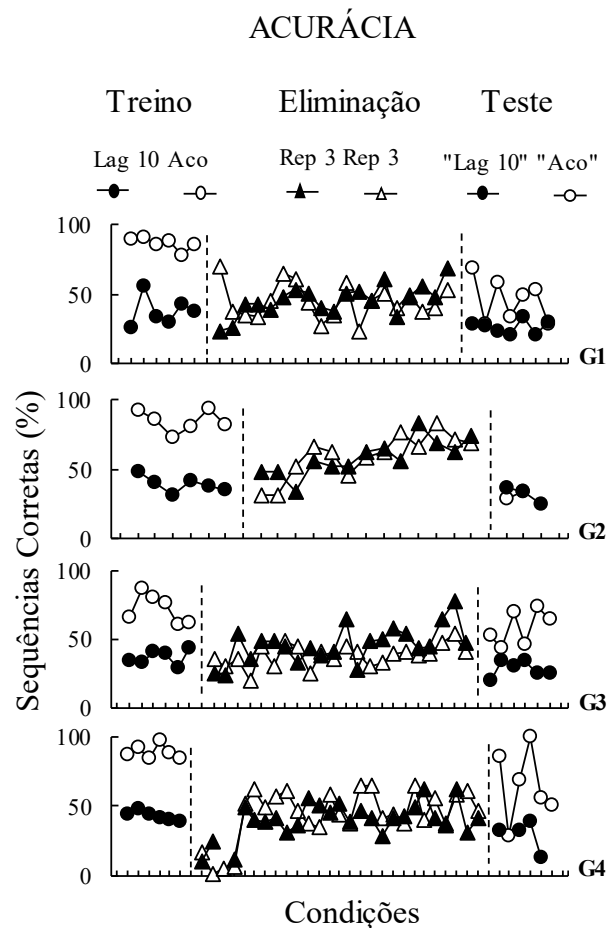 ACURÁCIA
Treino Eliminação Teste
Lag 10 Aco Rep 3 Rep 3 "Lag 10" "Aco"
Sequências Corretas (%)
100
50
0
G1
100
50
0
G2
100
50
0
G3
100
50
0
G4
Condições